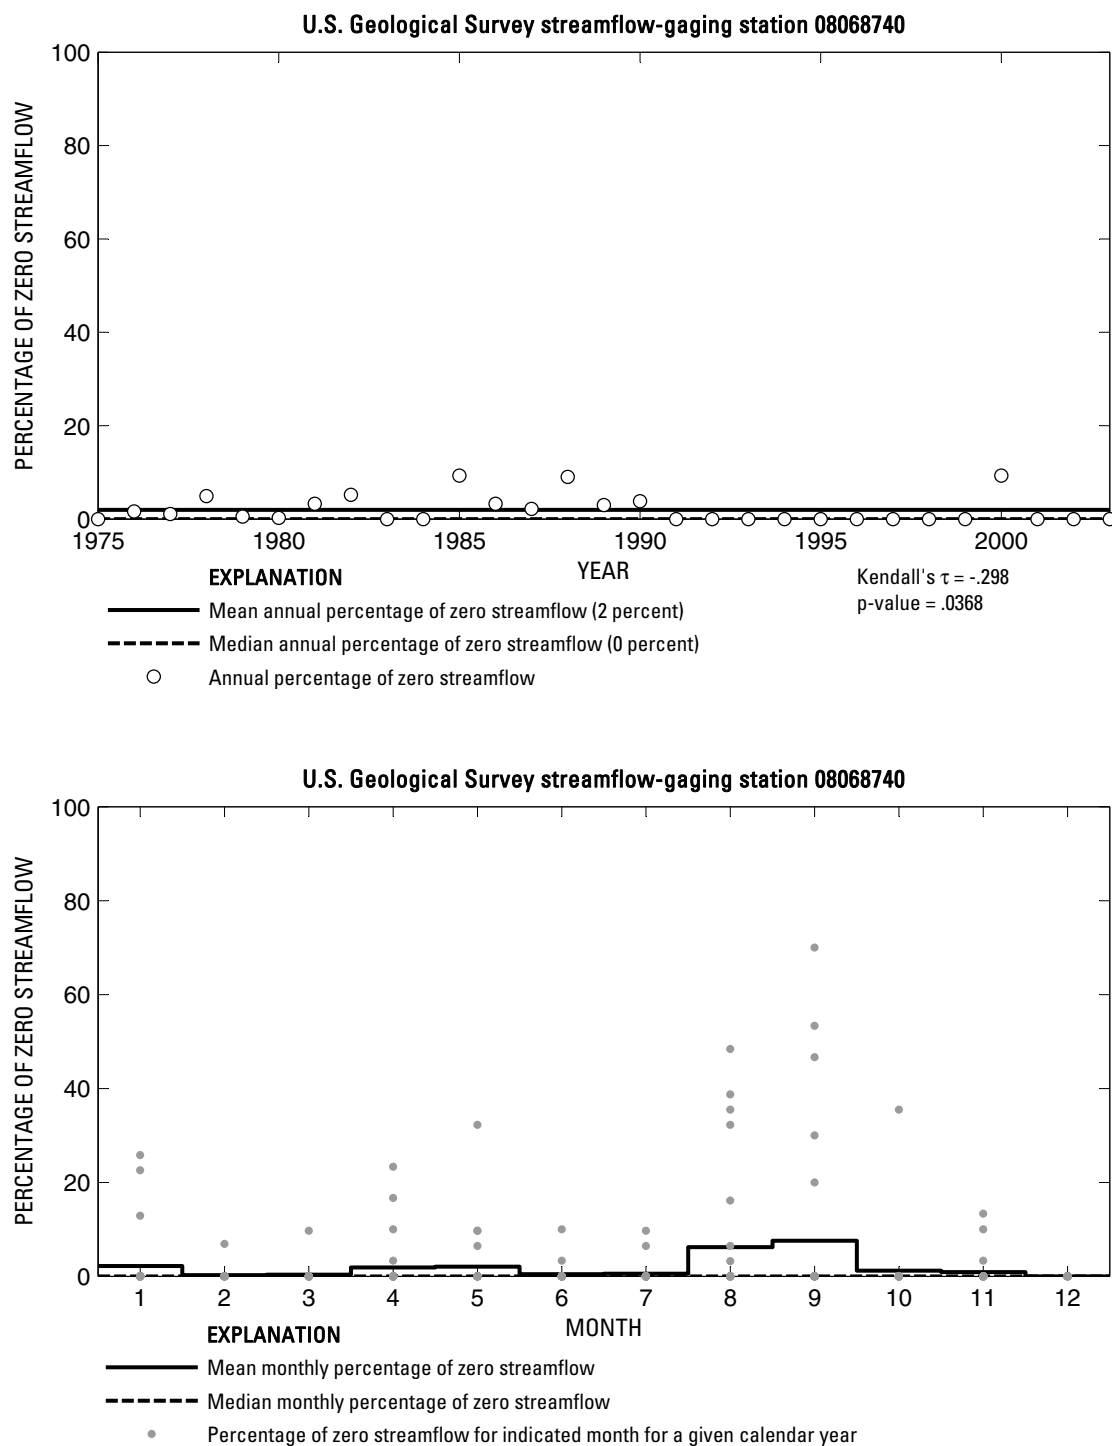 U.S. Geological Survey streamflow-gaging station 08068740
PERCENTAGE OF ZERO STREAMFLOW
100
80
60
40
20
0
1975 1980 1985 1990 1995 2000
YEAR
Kendall's τ = -.298
p-value = .0368
EXPLANATION
Mean annual percentage of zero streamflow (2 percent)
Median annual percentage of zero streamflow (0 percent)
Annual percentage of zero streamflow
U.S. Geological Survey streamflow-gaging station 08068740
PERCENTAGE OF ZERO STREAMFLOW
100
80
60
40
20
0
1 2 3 4 5 6 7 8 9 10 11 12
MONTH
EXPLANATION
Mean monthly percentage of zero streamflow
Median monthly percentage of zero streamflow
Percentage of zero streamflow for indicated month for a given calendar year